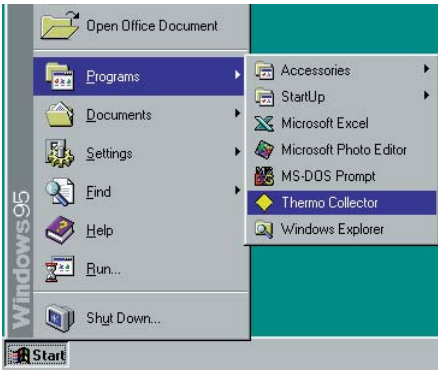 Open Office Document
Programs
Documents
Settings
Find
Help
Run...
Shut Down...
Windows95
Start
Accessories
StartUp
Microsoft Excel
Microsoft Photo Editor
MS-DOS Prompt
Thermo Collector
Windows Explorer